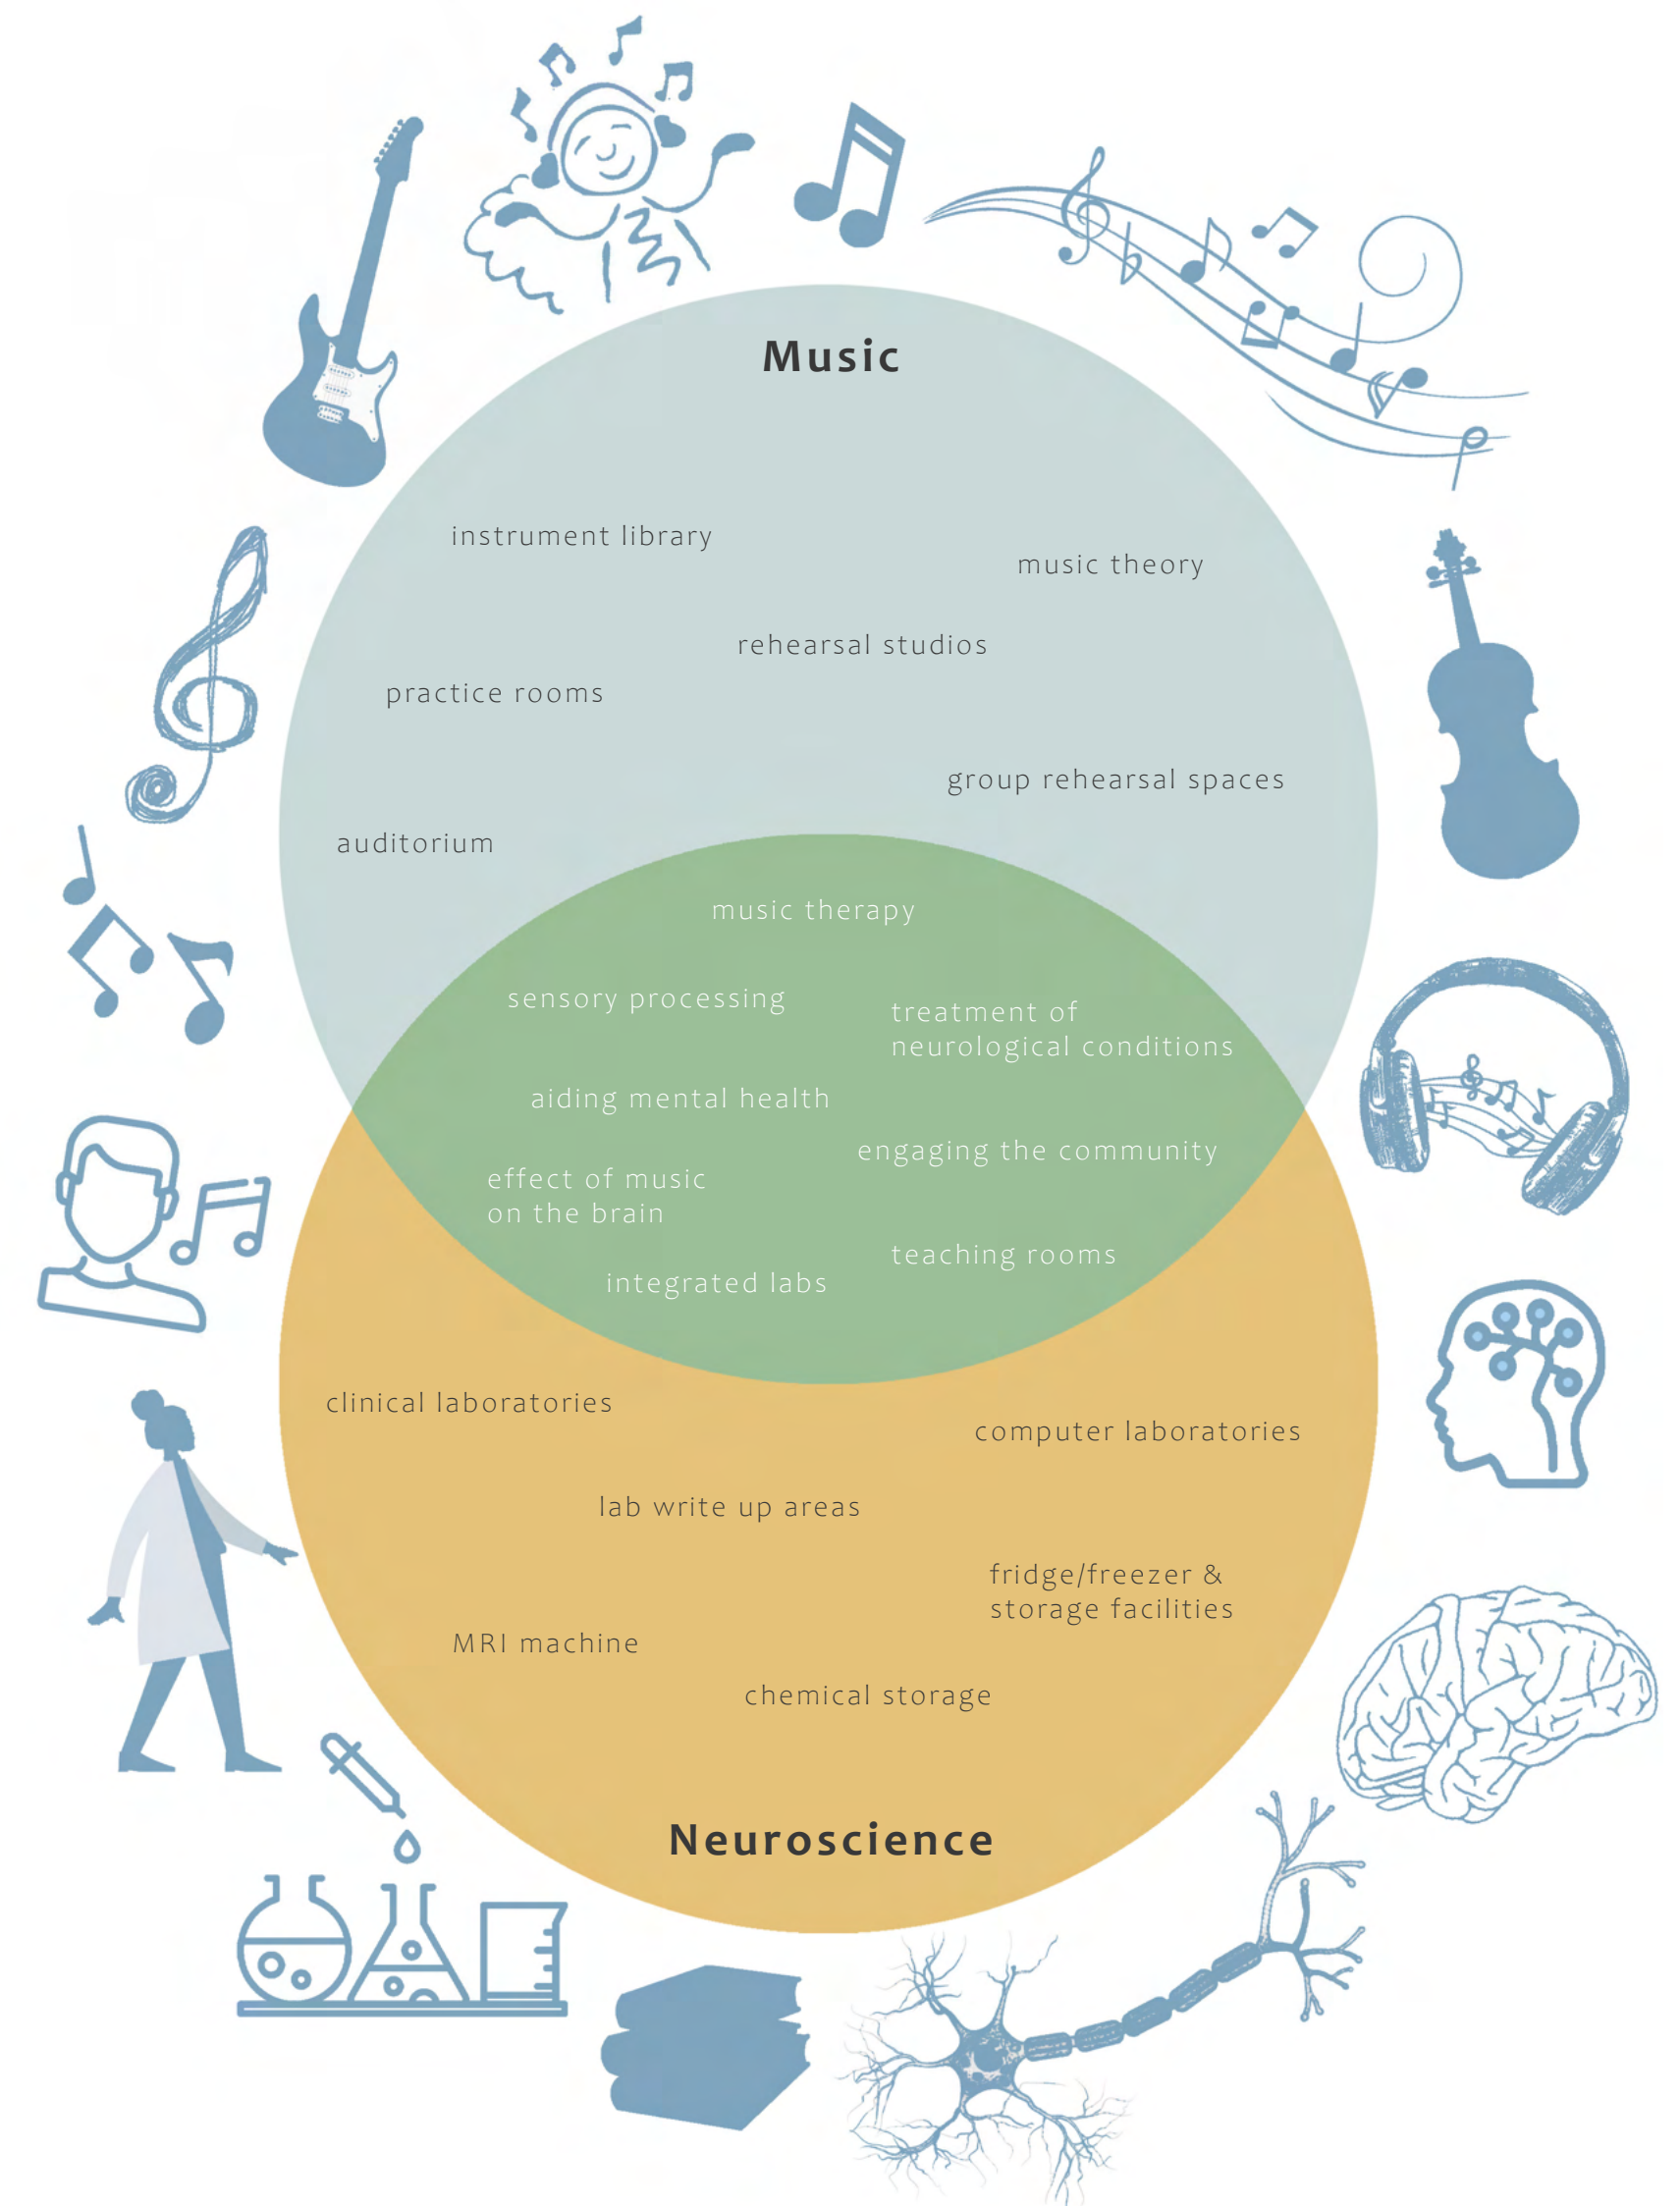 Music
instrument library
music theory
rehearsal studios
practice rooms
group rehearsal spaces
auditorium
music therapy
sensory processing
treatment of
neurological conditions
aiding mental health
engaging the community
effect of music
on the brain
teaching rooms
integrated labs
clinical laboratories
computer laboratories
lab write up areas
fridge/freezer &
storage facilities
MRI machine
chemical storage
Neuroscience